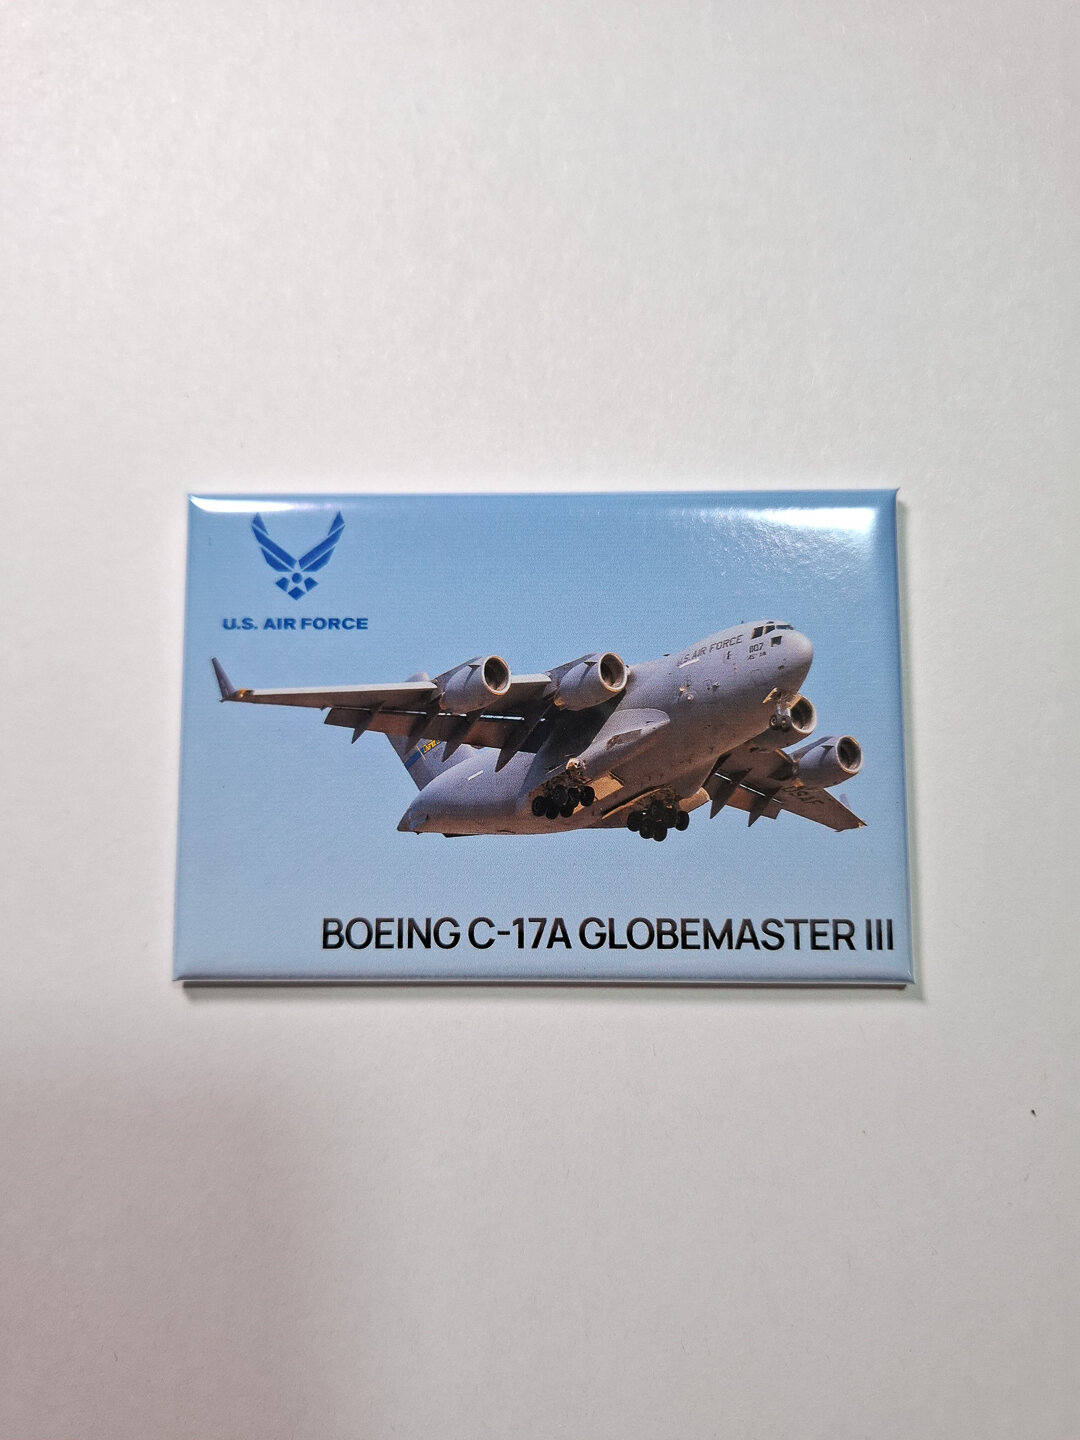 U.S. AIR FORCE
U.S. AIR FORCE
BOEING C-17A GLOBEMASTER III